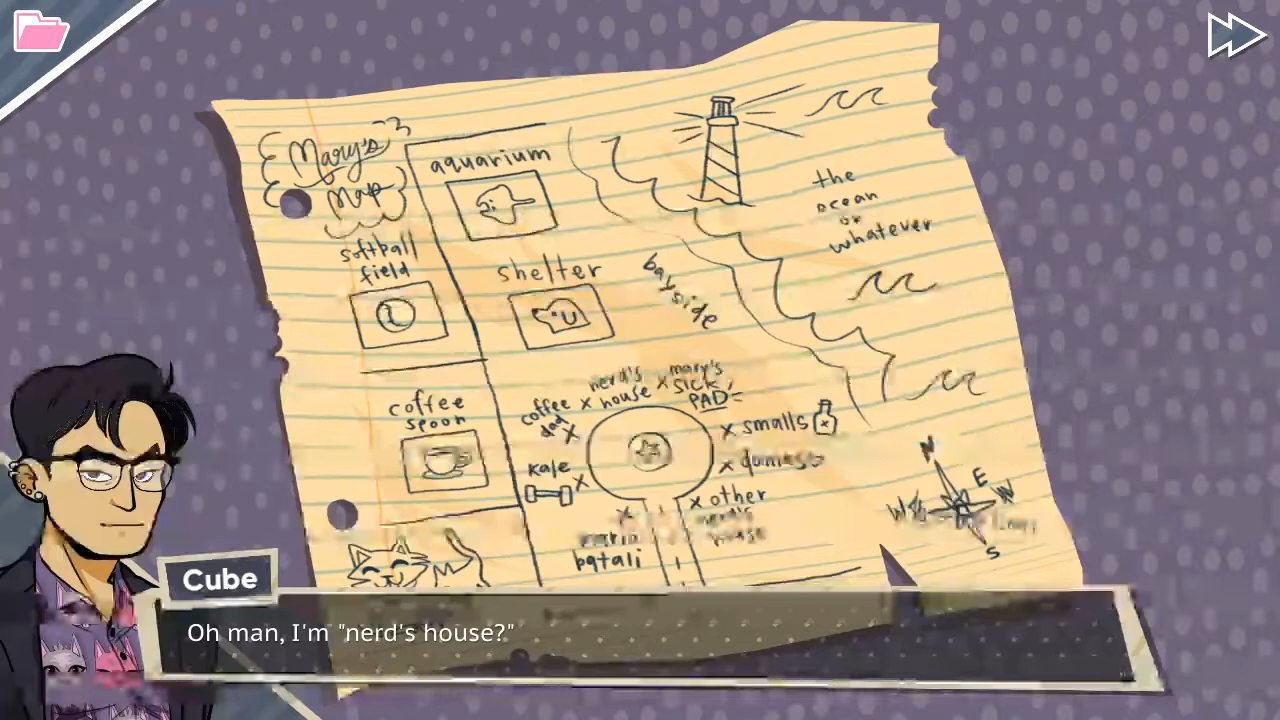 Mary's
map
aquarium
the
ocean
or
whatever
softball
field
shelter
bayside
coffee
spoon
coffee
dad
nerd's
house
mary's
SICK
PAD
smalls
Kafe
other
nerd's
house
batali
N
E
S
Cube
Oh man, I'm "nerd's house?"